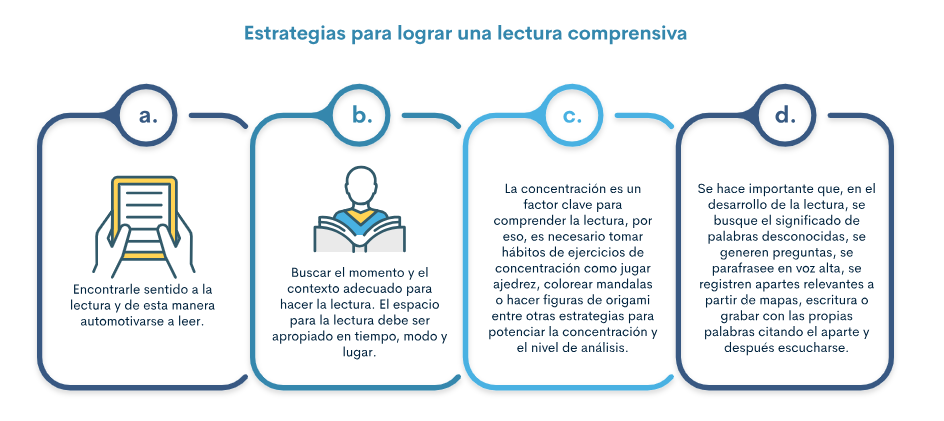 Estrategias para lograr una lectura comprensiva
a.
Encontrarle sentido a la
lectura y de esta manera
automotivarse a leer.
b.
Buscar el momento y el
contexto adecuado para
hacer la lectura. El espacio
para la lectura debe ser
apropiado en tiempo, modo y
lugar.
c.
La concentración es un
factor clave para
comprender la lectura, por
eso, es necesario tomar
hábitos de ejercicios de
concentración como jugar
ajedrez, colorear mandalas
o hacer figuras de origami
entre otras estrategias para
potenciar la concentración y
el nivel de análisis.
d.
Se hace importante que, en el
desarrollo de la lectura, se
busque el significado de
palabras desconocidas, se
generen preguntas, se
parafrasee en voz alta, se
registren apartes relevantes a
partir de mapas, escritura o
grabar con las propias
palabras citando el aparte y
después escucharse.